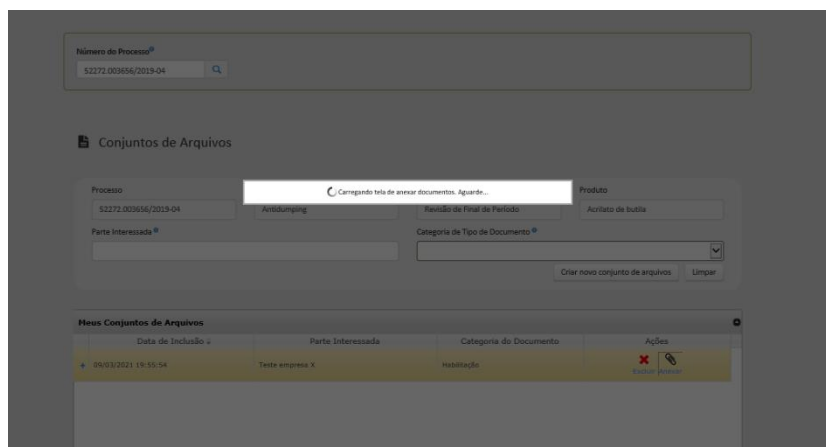 Número do Processo
52272.003656/2019-04
Conjuntos de Arquivos
Carregando tela de anexar documentos. Aguarde...
Processo Produto
52272.003656/2019-04 Antidumping Revisão de Final de Período Acrilato de butila
Parte Interessada Categoria de Tipo de Documento
Criar novo conjunto de arquivos Limpar
Meus Conjuntos de Arquivos
Data de Inclusão Parte Interessada Categoria do Documento Ações
09/03/2021 19:55:54 Teste empresa X Habilitação
Excluir Anexar